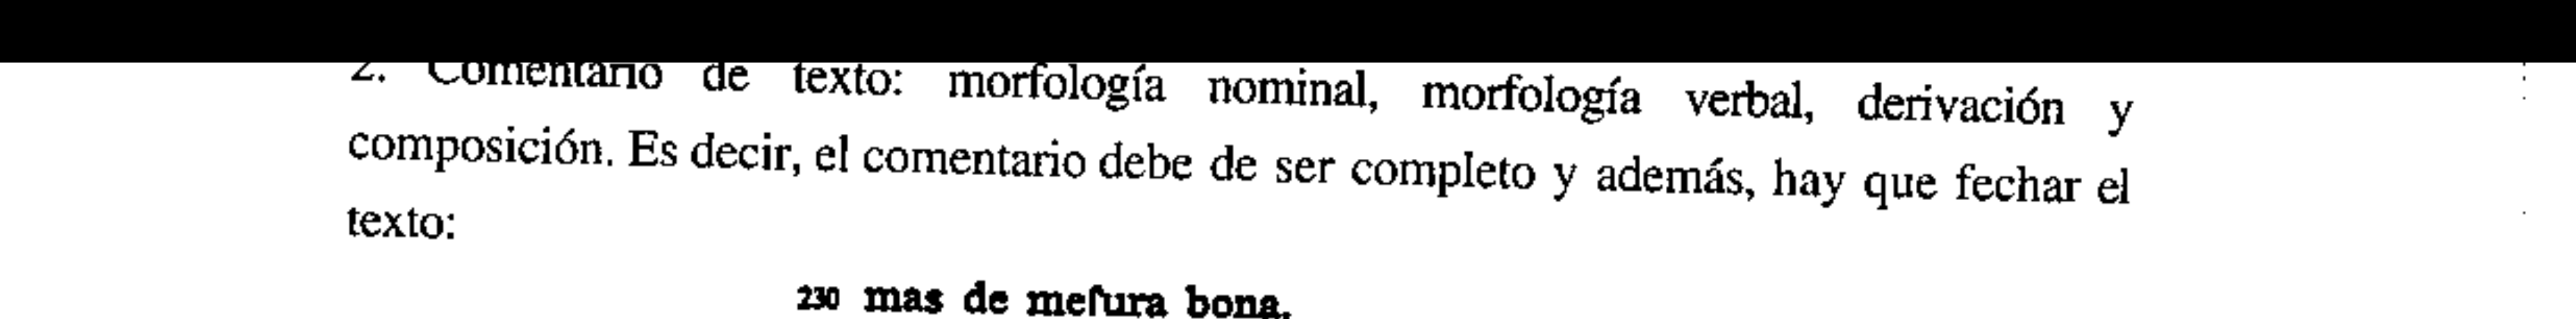 2. Comentario de texto: morfología nominal, morfología verbal, derivación y
composición. Es decir, el comentario debe de ser completo y además, hay que fechar el
texto:
230 mas de meſura bona.